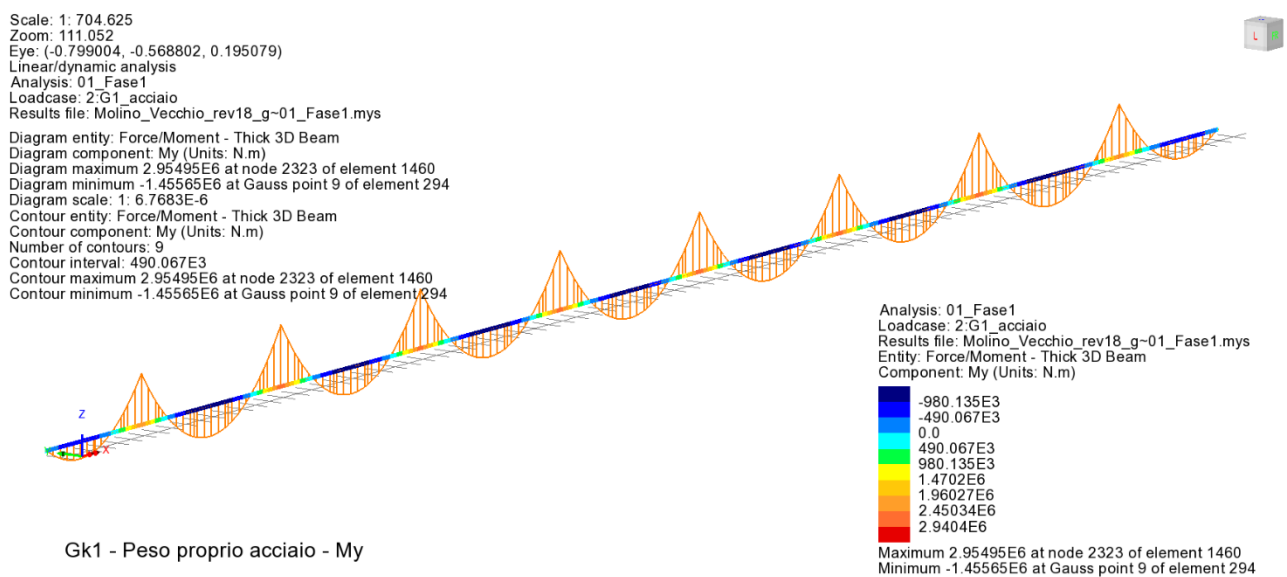 Scale: 1: 704.625
Zoom: 111.052
Eye: (-0.799004, -0.568802, 0.195079)
Linear/dynamic analysis
Analysis: 01_Fase1
Loadcase: 2:G1_acciaio
Results file: Molino_Vecchio_rev18_g~01_Fase1.mys
Diagram entity: Force/Moment - Thick 3D Beam
Diagram component: My (Units: N.m)
Diagram maximum 2.95495E6 at node 2323 of element 1460
Diagram minimum -1.45565E6 at Gauss point 9 of element 294
Diagram scale: 1: 6.7683E-6
Contour entity: Force/Moment - Thick 3D Beam
Contour component: My (Units: N.m)
Number of contours: 9
Contour interval: 490.067E3
Contour maximum 2.95495E6 at node 2323 of element 1460
Contour minimum -1.45565E6 at Gauss point 9 of element 294
L
Z
X
Analysis: 01_Fase1
Loadcase: 2:G1_acciaio
Results file: Molino_Vecchio_rev18_g~01_Fase1.mys
Entity: Force/Moment - Thick 3D Beam
Component: My (Units: N.m)
-980.135E3
-490.067E3
0.0
490.067E3
980.135E3
1.4702E6
1.96027E6
2.45034E6
2.9404E6
Maximum 2.95495E6 at node 2323 of element 1460
Minimum -1.45565E6 at Gauss point 9 of element 294
Gk1 - Peso proprio acciaio - My